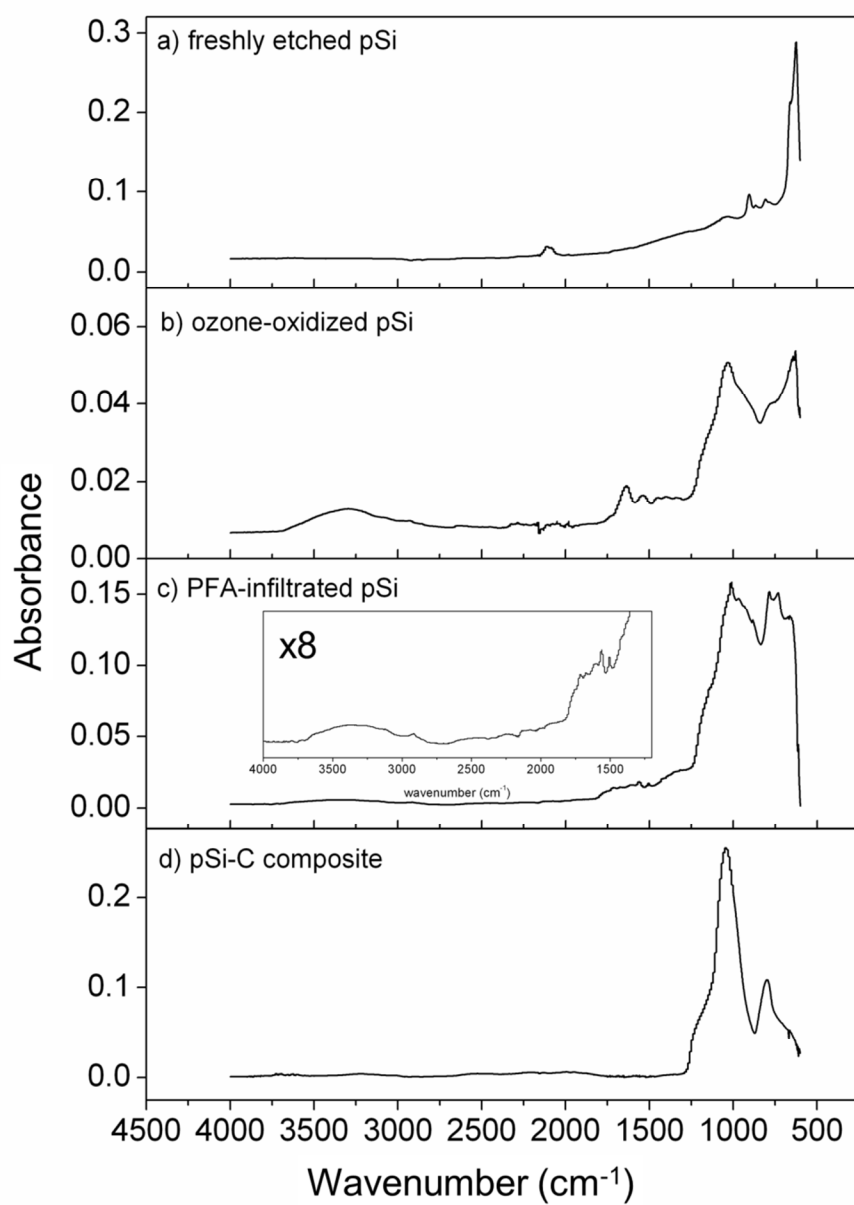 a) freshly etched pSi
0.3
0.2
0.1
0.0
b) ozone-oxidized pSi
0.06
0.04
0.02
0.00
c) PFA-infiltrated pSi
0.15
0.10
0.05
0.00
x8
4000 3500 3000 2500 2000 1500
wavenumber (cm-1)
d) pSi-C composite
0.2
0.1
0.0
4500 4000 3500 3000 2500 2000 1500 1000 500
Wavenumber (cm-1)
Absorbance